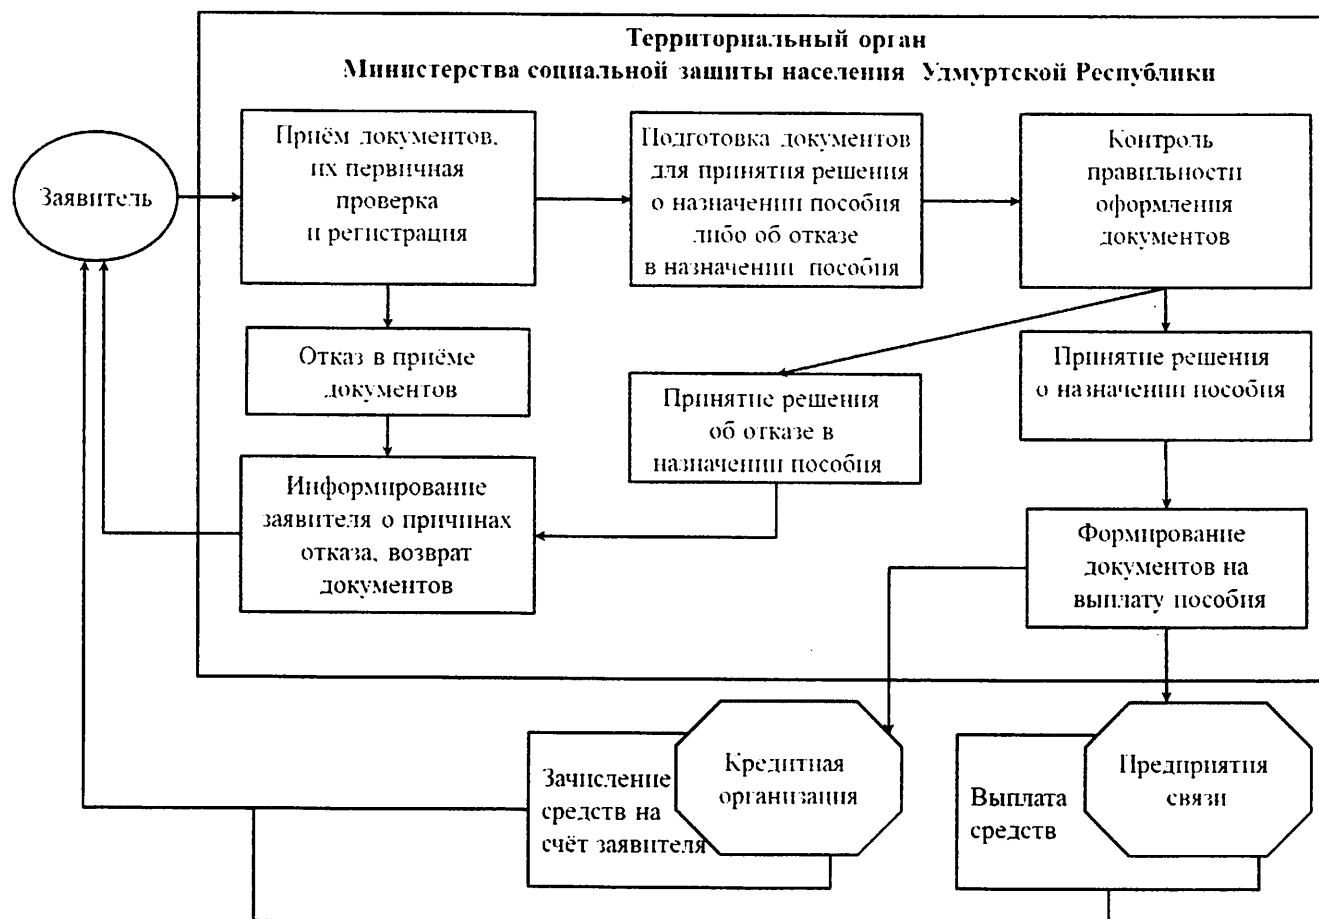 Территориальный орган
Министерства социальной защиты населения Удмуртской Республики
Заявитель
Приём документов,
их первичная
проверка
и регистрация
Подготовка документов
для принятия решения
о назначении пособия
либо об отказе
в назначении пособия
Контроль
правильности
оформления
документов
Отказ в приёме
документов
Принятие решения
об отказе в
назначении пособия
Принятие решения
о назначении пособия
Информирование
заявителя о причинах
отказа, возврат
документов
Формирование
документов на
выплату пособия
Зачисление
средств на
счёт заявителя
Кредитная
организация
Выплата
средств
Предприятия
связи